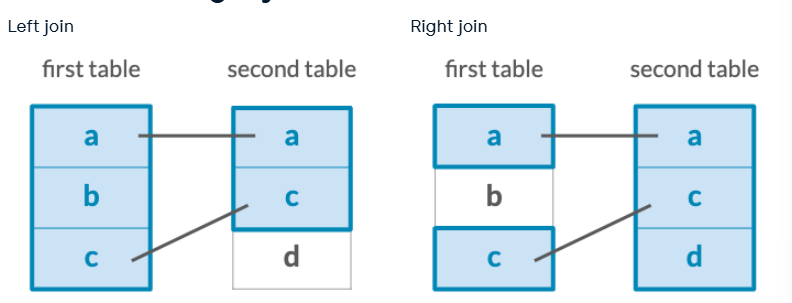 Left join
first table second table
a a
b c
c d
Right join
first table second table
a a
b c
c d